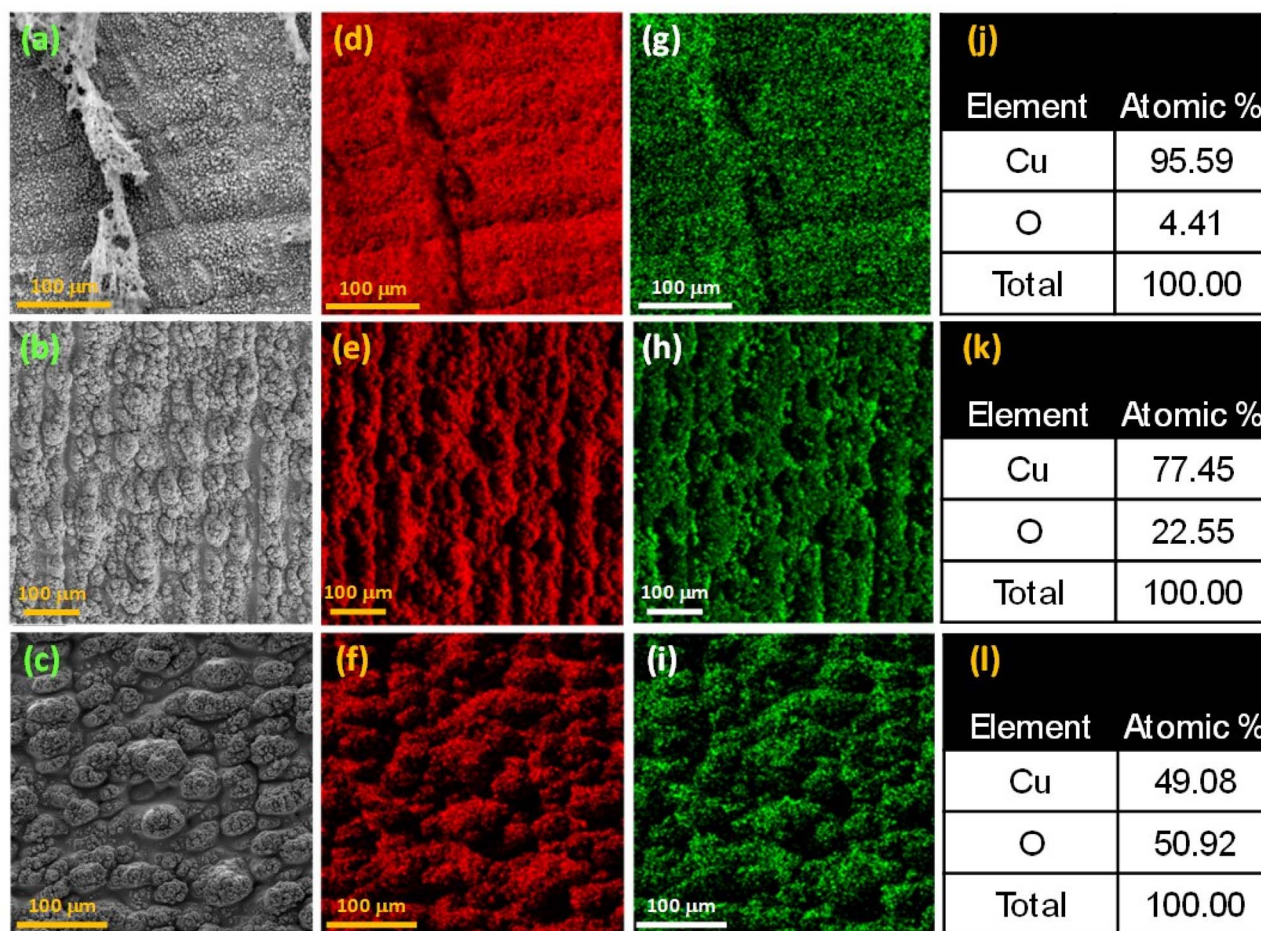 (a)
100 µm
(d)
100 µm
(g)
100 µm
(j)
Element Atomic %
Cu 95.59
O 4.41
Total 100.00
(b)
100 µm
(e)
100 µm
(h)
100 µm
(k)
Element Atomic %
Cu 77.45
O 22.55
Total 100.00
(c)
100 µm
(f)
100 µm
(i)
100 µm
(l)
Element Atomic %
Cu 49.08
O 50.92
Total 100.00